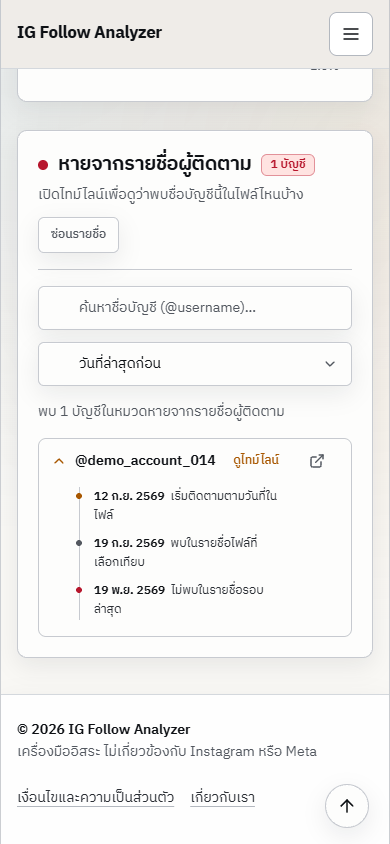 IG Follow Analyzer
หายจากรายชื่อผู้ติดตาม 1 บัญชี
เปิดไทม์ไลน์เพื่อดูว่าพบชื่อบัญชีนี้ในไฟล์ไหนบ้าง
ซ่อนรายชื่อ
ค้นหาชื่อบัญชี (@username)...
วันที่ล่าสุดก่อน
พบ 1 บัญชีในหมวดหายจากรายชื่อผู้ติดตาม
@demo_account_014 ดูไทม์ไลน์
12 ก.ย. 2569 เริ่มติดตามตามวันที่ใน
ไฟล์
19 ก.ย. 2569 พบในรายชื่อไฟล์ที่
เลือกเทียบ
19 พ.ย. 2569 ไม่พบในรายชื่อรอบ
ล่าสุด
© 2026 IG Follow Analyzer
เครื่องมืออิสระ ไม่เกี่ยวข้องกับ Instagram หรือ Meta
เงื่อนไขและความเป็นส่วนตัว เกี่ยวกับเรา